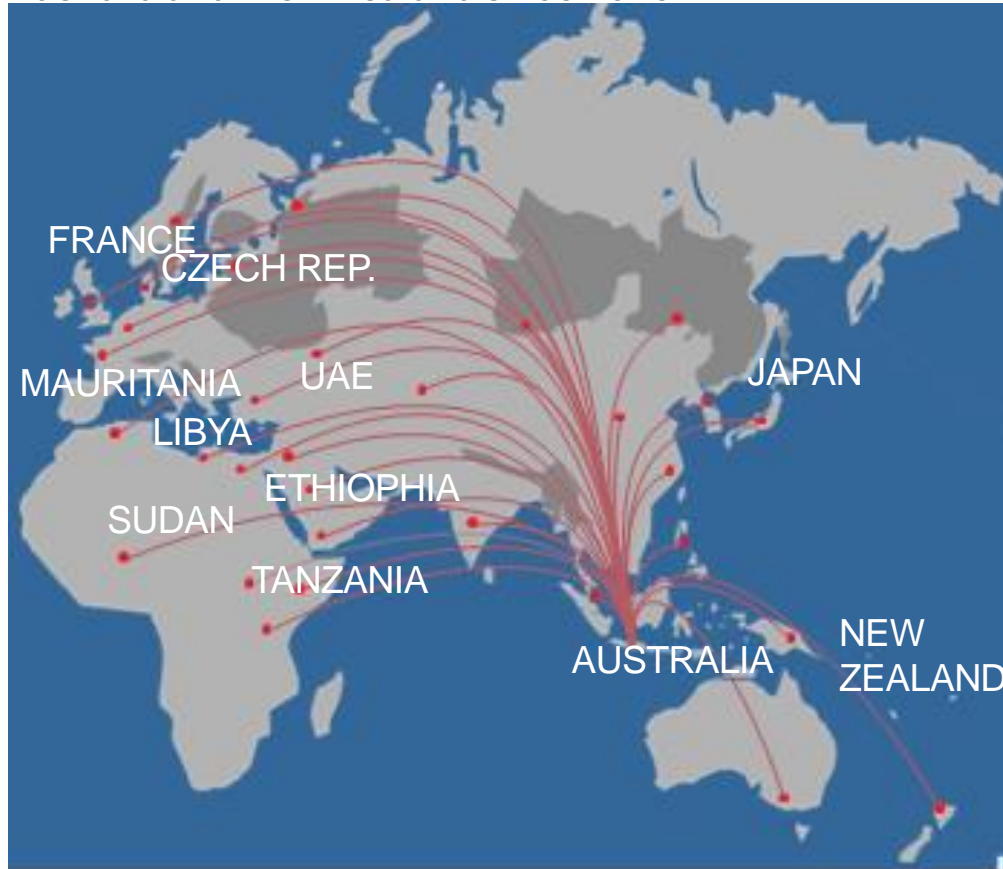 FRANCE
CZECH REP.
MAURITANIA
UAE
JAPAN
LIBYA
ETHIOPHIA
SUDAN
TANZANIA
NEW
ZEALAND
AUSTRALIA